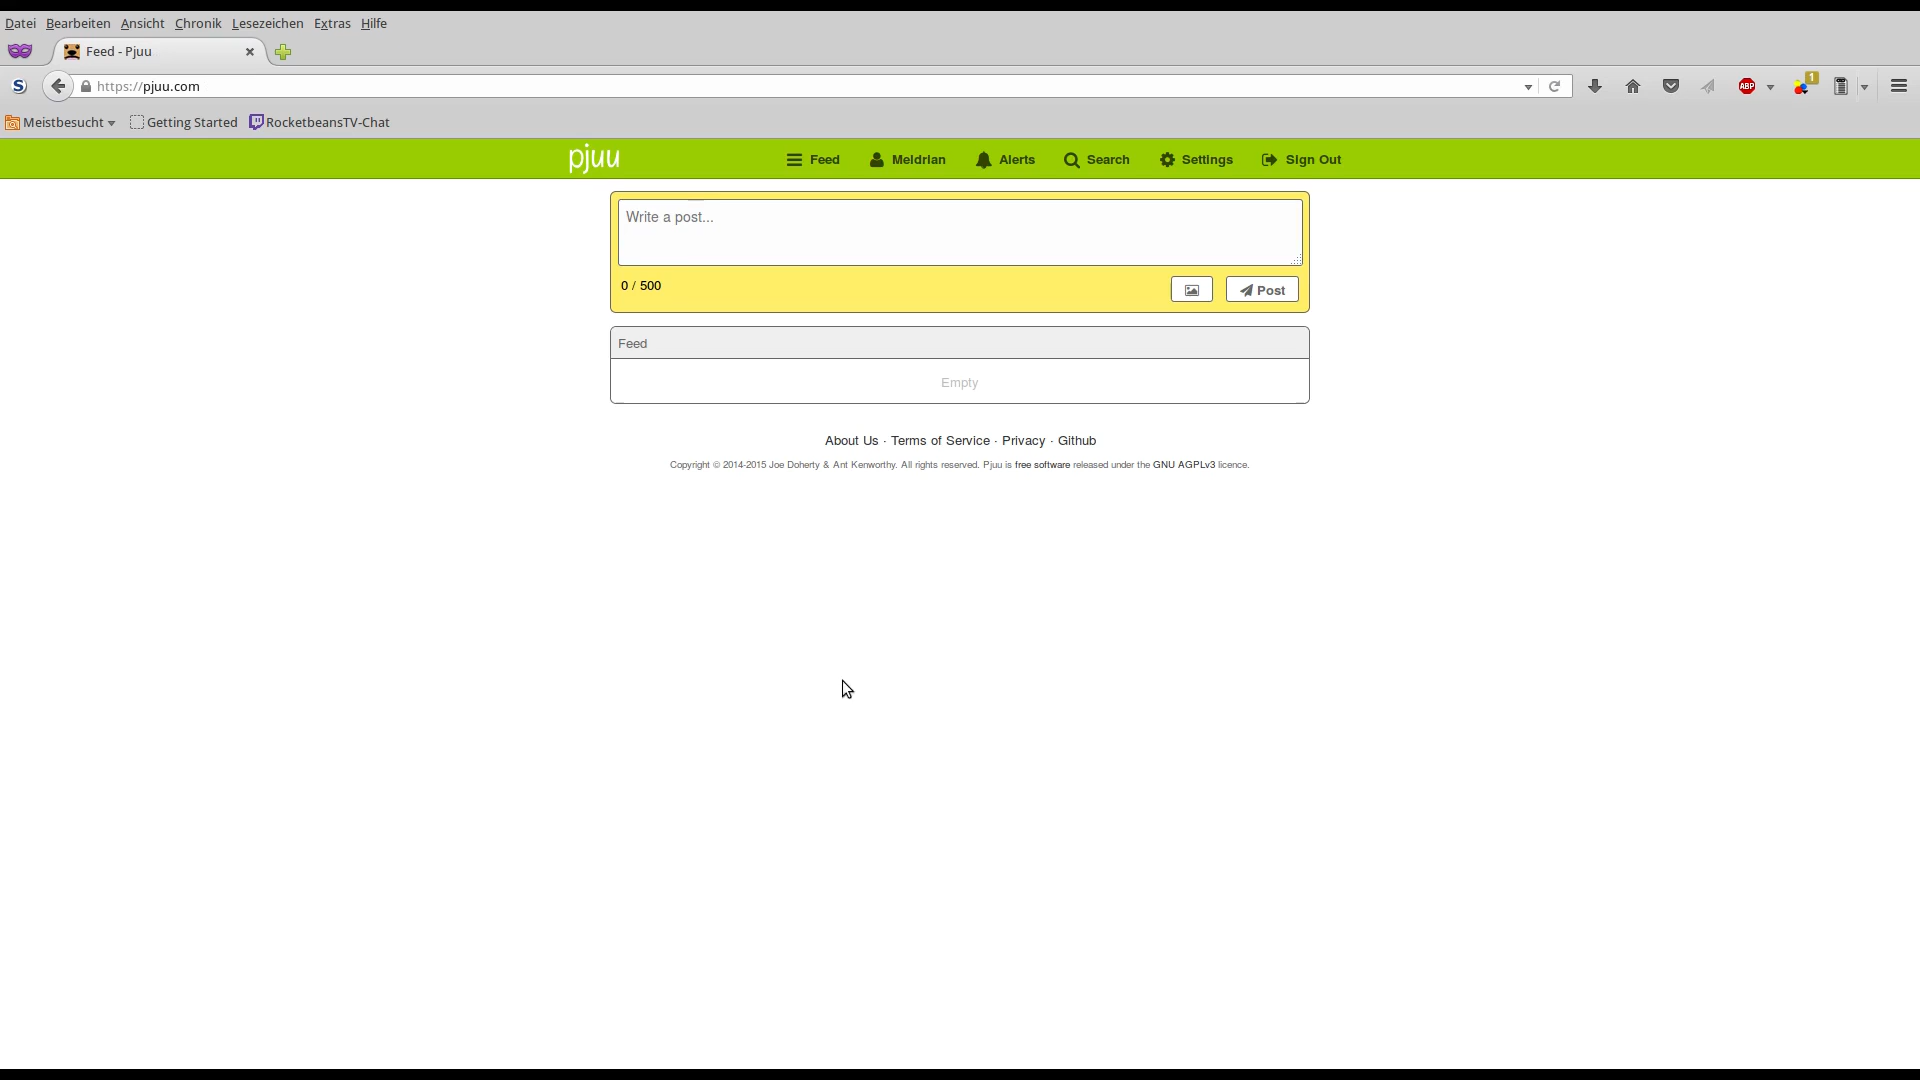 Datei Bearbeiten Ansicht Chronik Lesezeichen Extras Hilfe
Feed - Pjuu
S https://pjuu.com ABP 1
Meistbesucht Getting Started RocketbeansTV-Chat
pjuu Feed Meldrian Alerts Search Settings Sign Out
Write a post...
0 / 500 Post
Feed
Empty
About Us · Terms of Service · Privacy · Github
Copyright © 2014-2015 Joe Doherty & Ant Kenworthy. All rights reserved. Pjuu is free software released under the GNU AGPLv3 licence.